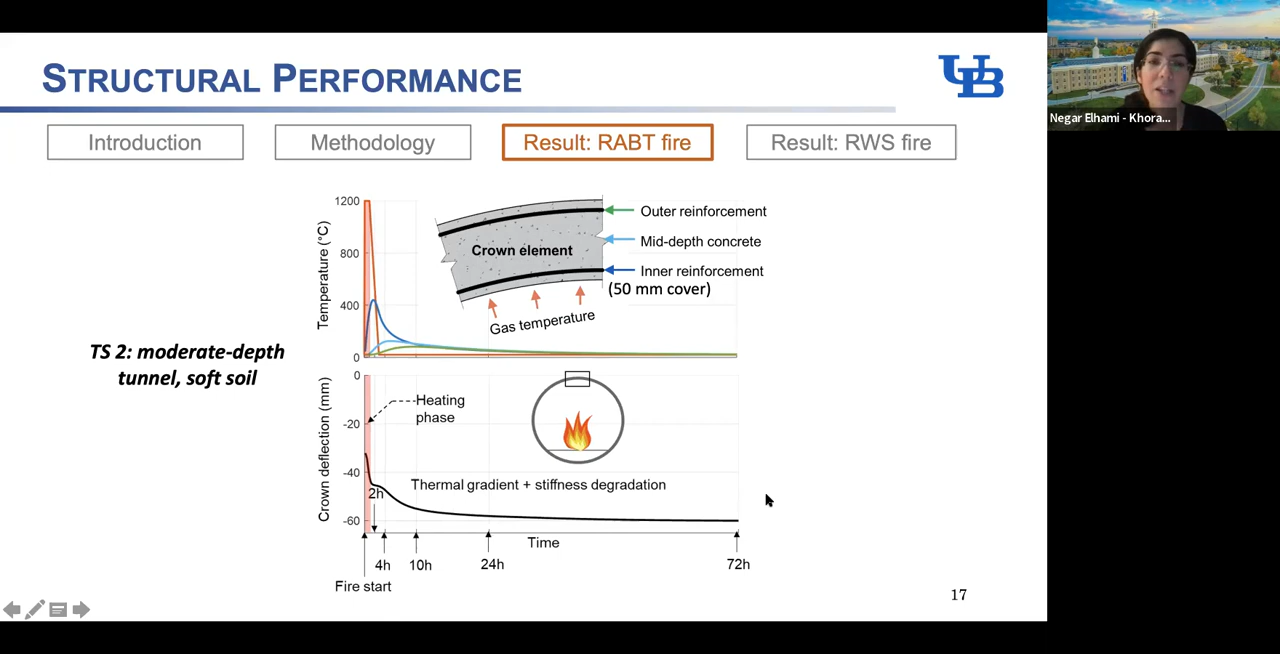 STRUCTURAL PERFORMANCE
UB
Negar Elhami - Khora...
Introduction
Methodology
Result: RABT fire
Result: RWS fire
1200
800
400
0
Temperature (°C)
Crown element
Outer reinforcement
Mid-depth concrete
Inner reinforcement
(50 mm cover)
Gas temperature
TS 2: moderate-depth
tunnel, soft soil
0
-20
-40
-60
Crown deflection (mm)
Heating
phase
Thermal gradient + stiffness degradation
2h
Time
4h
10h
24h
72h
Fire start
17